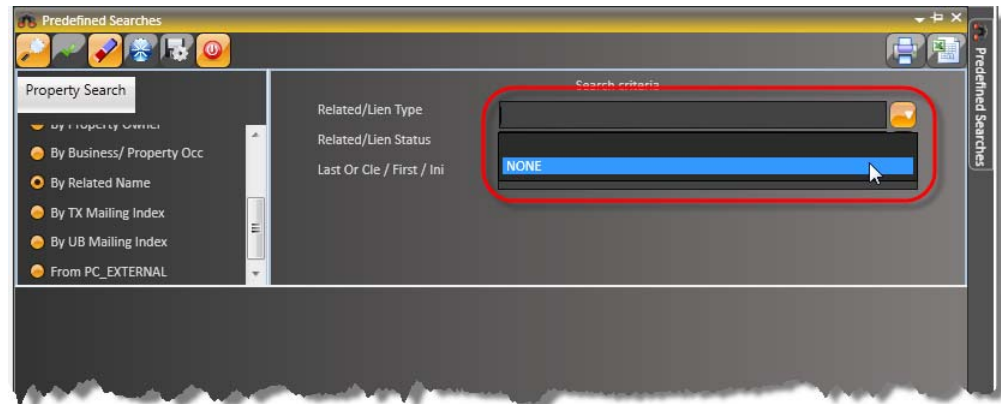 Predefined Searches
Property Search
Search criteria
By Property Owner
By Business/ Property Occ
By Related Name
By TX Mailing Index
By UB Mailing Index
From PC_EXTERNAL
Related/Lien Type
Related/Lien Status
Last Or Cle / First / Ini
NONE
Predefined Searches